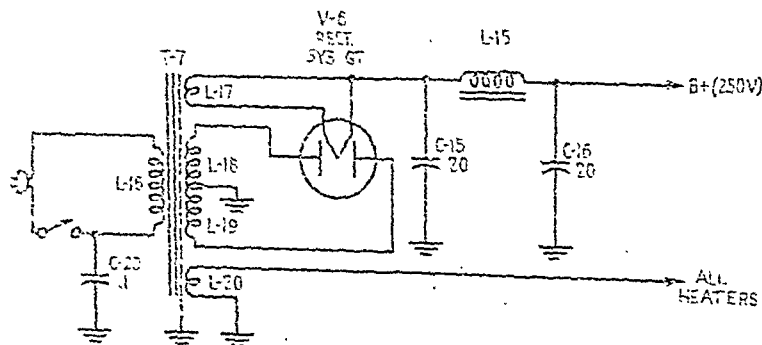 V-6
RECT.
5Y3 GT
L-15
T-7
B+(250V)
L-17
L-16
L-18
C-15
20
C-16
20
L-19
C-20
.1
L-20
ALL
HEATERS